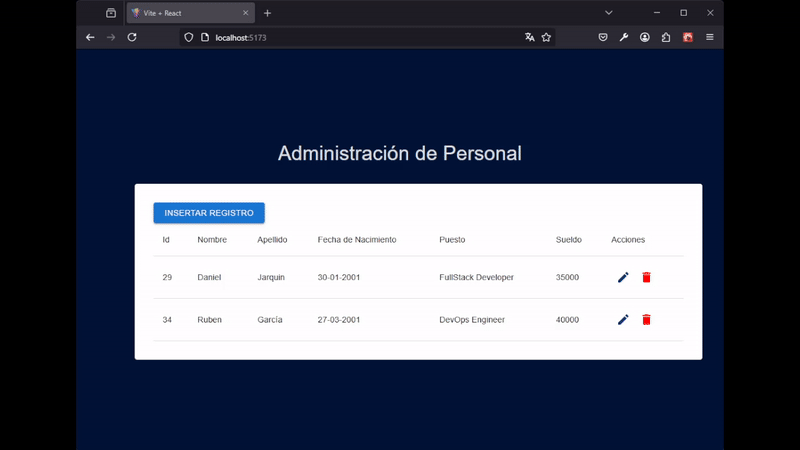 Vite + React
localhost:5173
Administración de Personal
INSERTAR REGISTRO
Id Nombre Apellido Fecha de Nacimiento Puesto Sueldo Acciones
29 Daniel Jarquin 30-01-2001 FullStack Developer 35000
34 Ruben García 27-03-2001 DevOps Engineer 40000